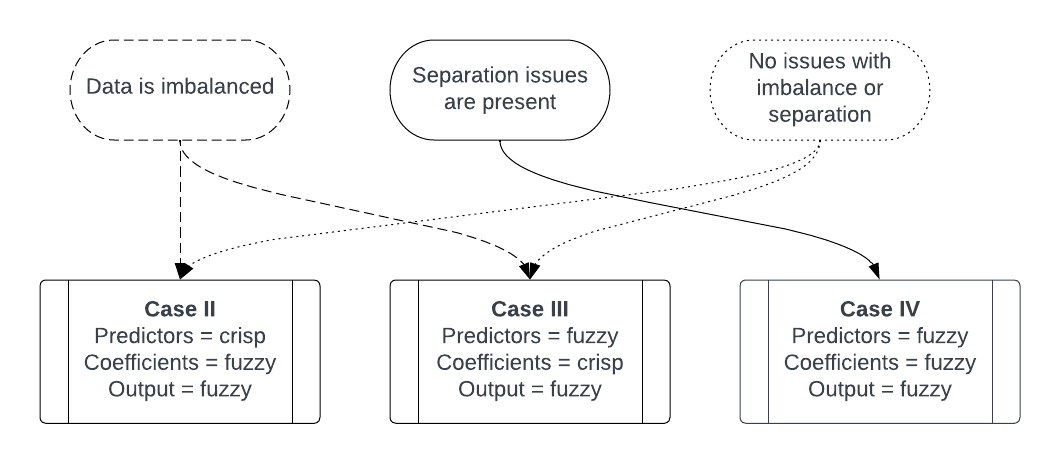 Data is imbalanced
Separation issues
are present
No issues with
imbalance or
separation
Case II
Predictors = crisp
Coefficients = fuzzy
Output = fuzzy
Case III
Predictors = fuzzy
Coefficients = crisp
Output = fuzzy
Case IV
Predictors = fuzzy
Coefficients = fuzzy
Output = fuzzy